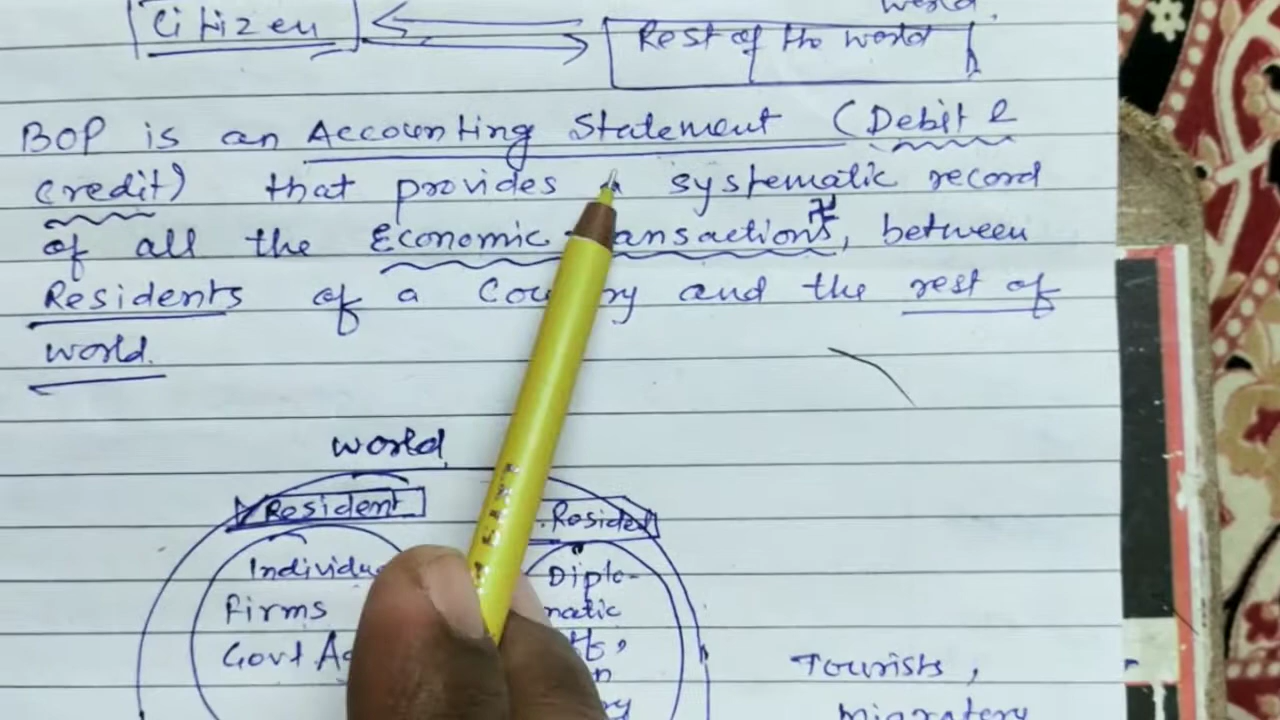 world.
Citizen
Rest of the world
BOP is an Accounting Statement (Debit &
credit) that provides a systematic record
of all the Economic transactions, between
Residents of a Country and the rest of
world.
world
Resident
Individu
Firms
Govt
Diplo-
matic
Tourists,
migratory